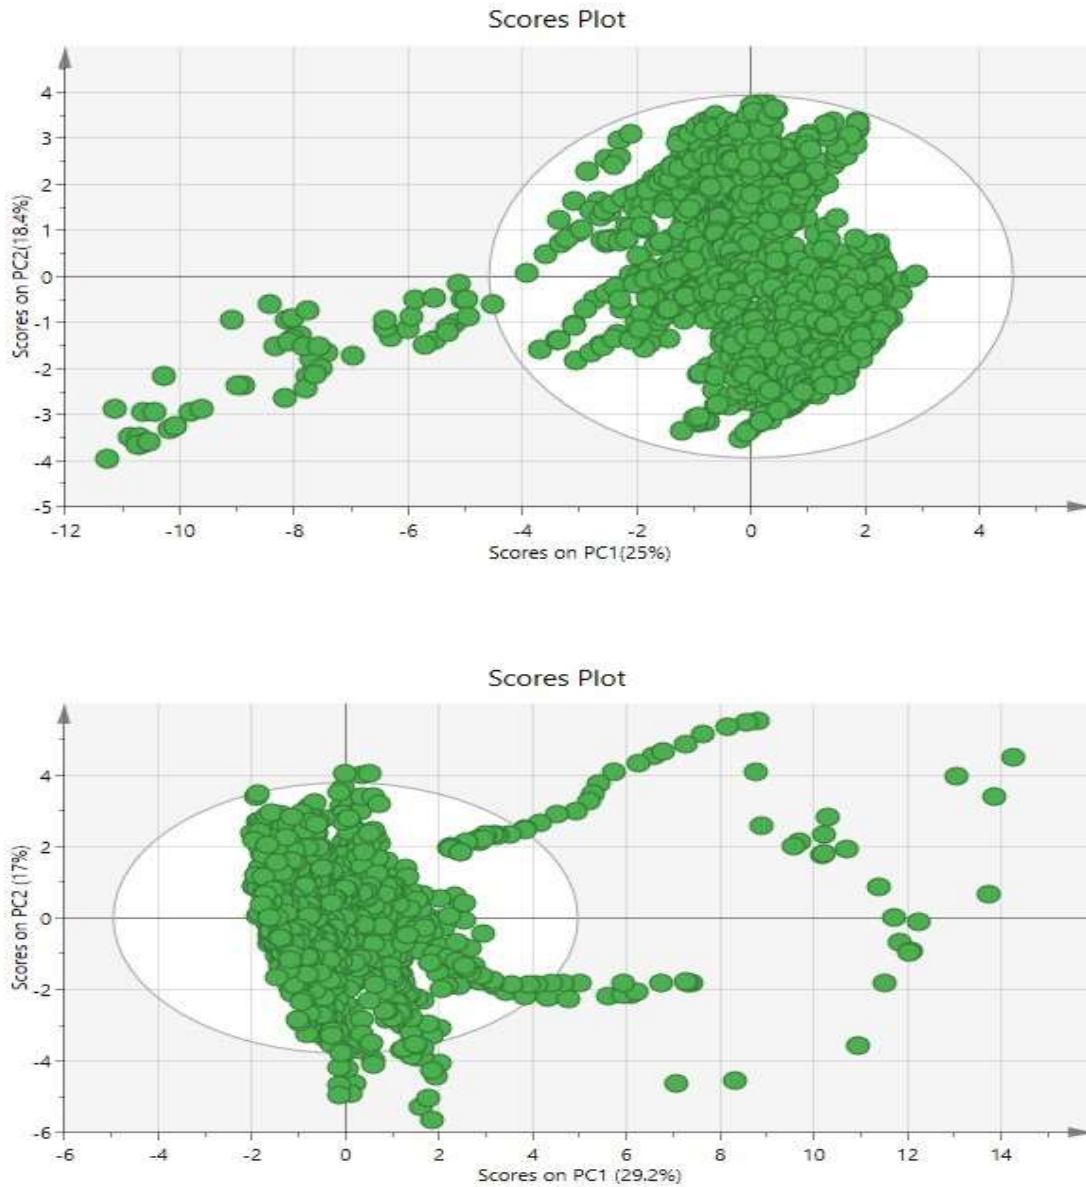 Scores Plot
4
3
2
1
0
-1
-2
-3
-4
-5
Scores on PC2(18.4%)
-12 -10 -8 -6 -4 -2 0 2 4
Scores on PC1(25%)
Scores Plot
4
2
0
-2
-4
-6
Scores on PC2 (17%)
-6 -4 -2 0 2 4 6 8 10 12 14
Scores on PC1 (29.2%)